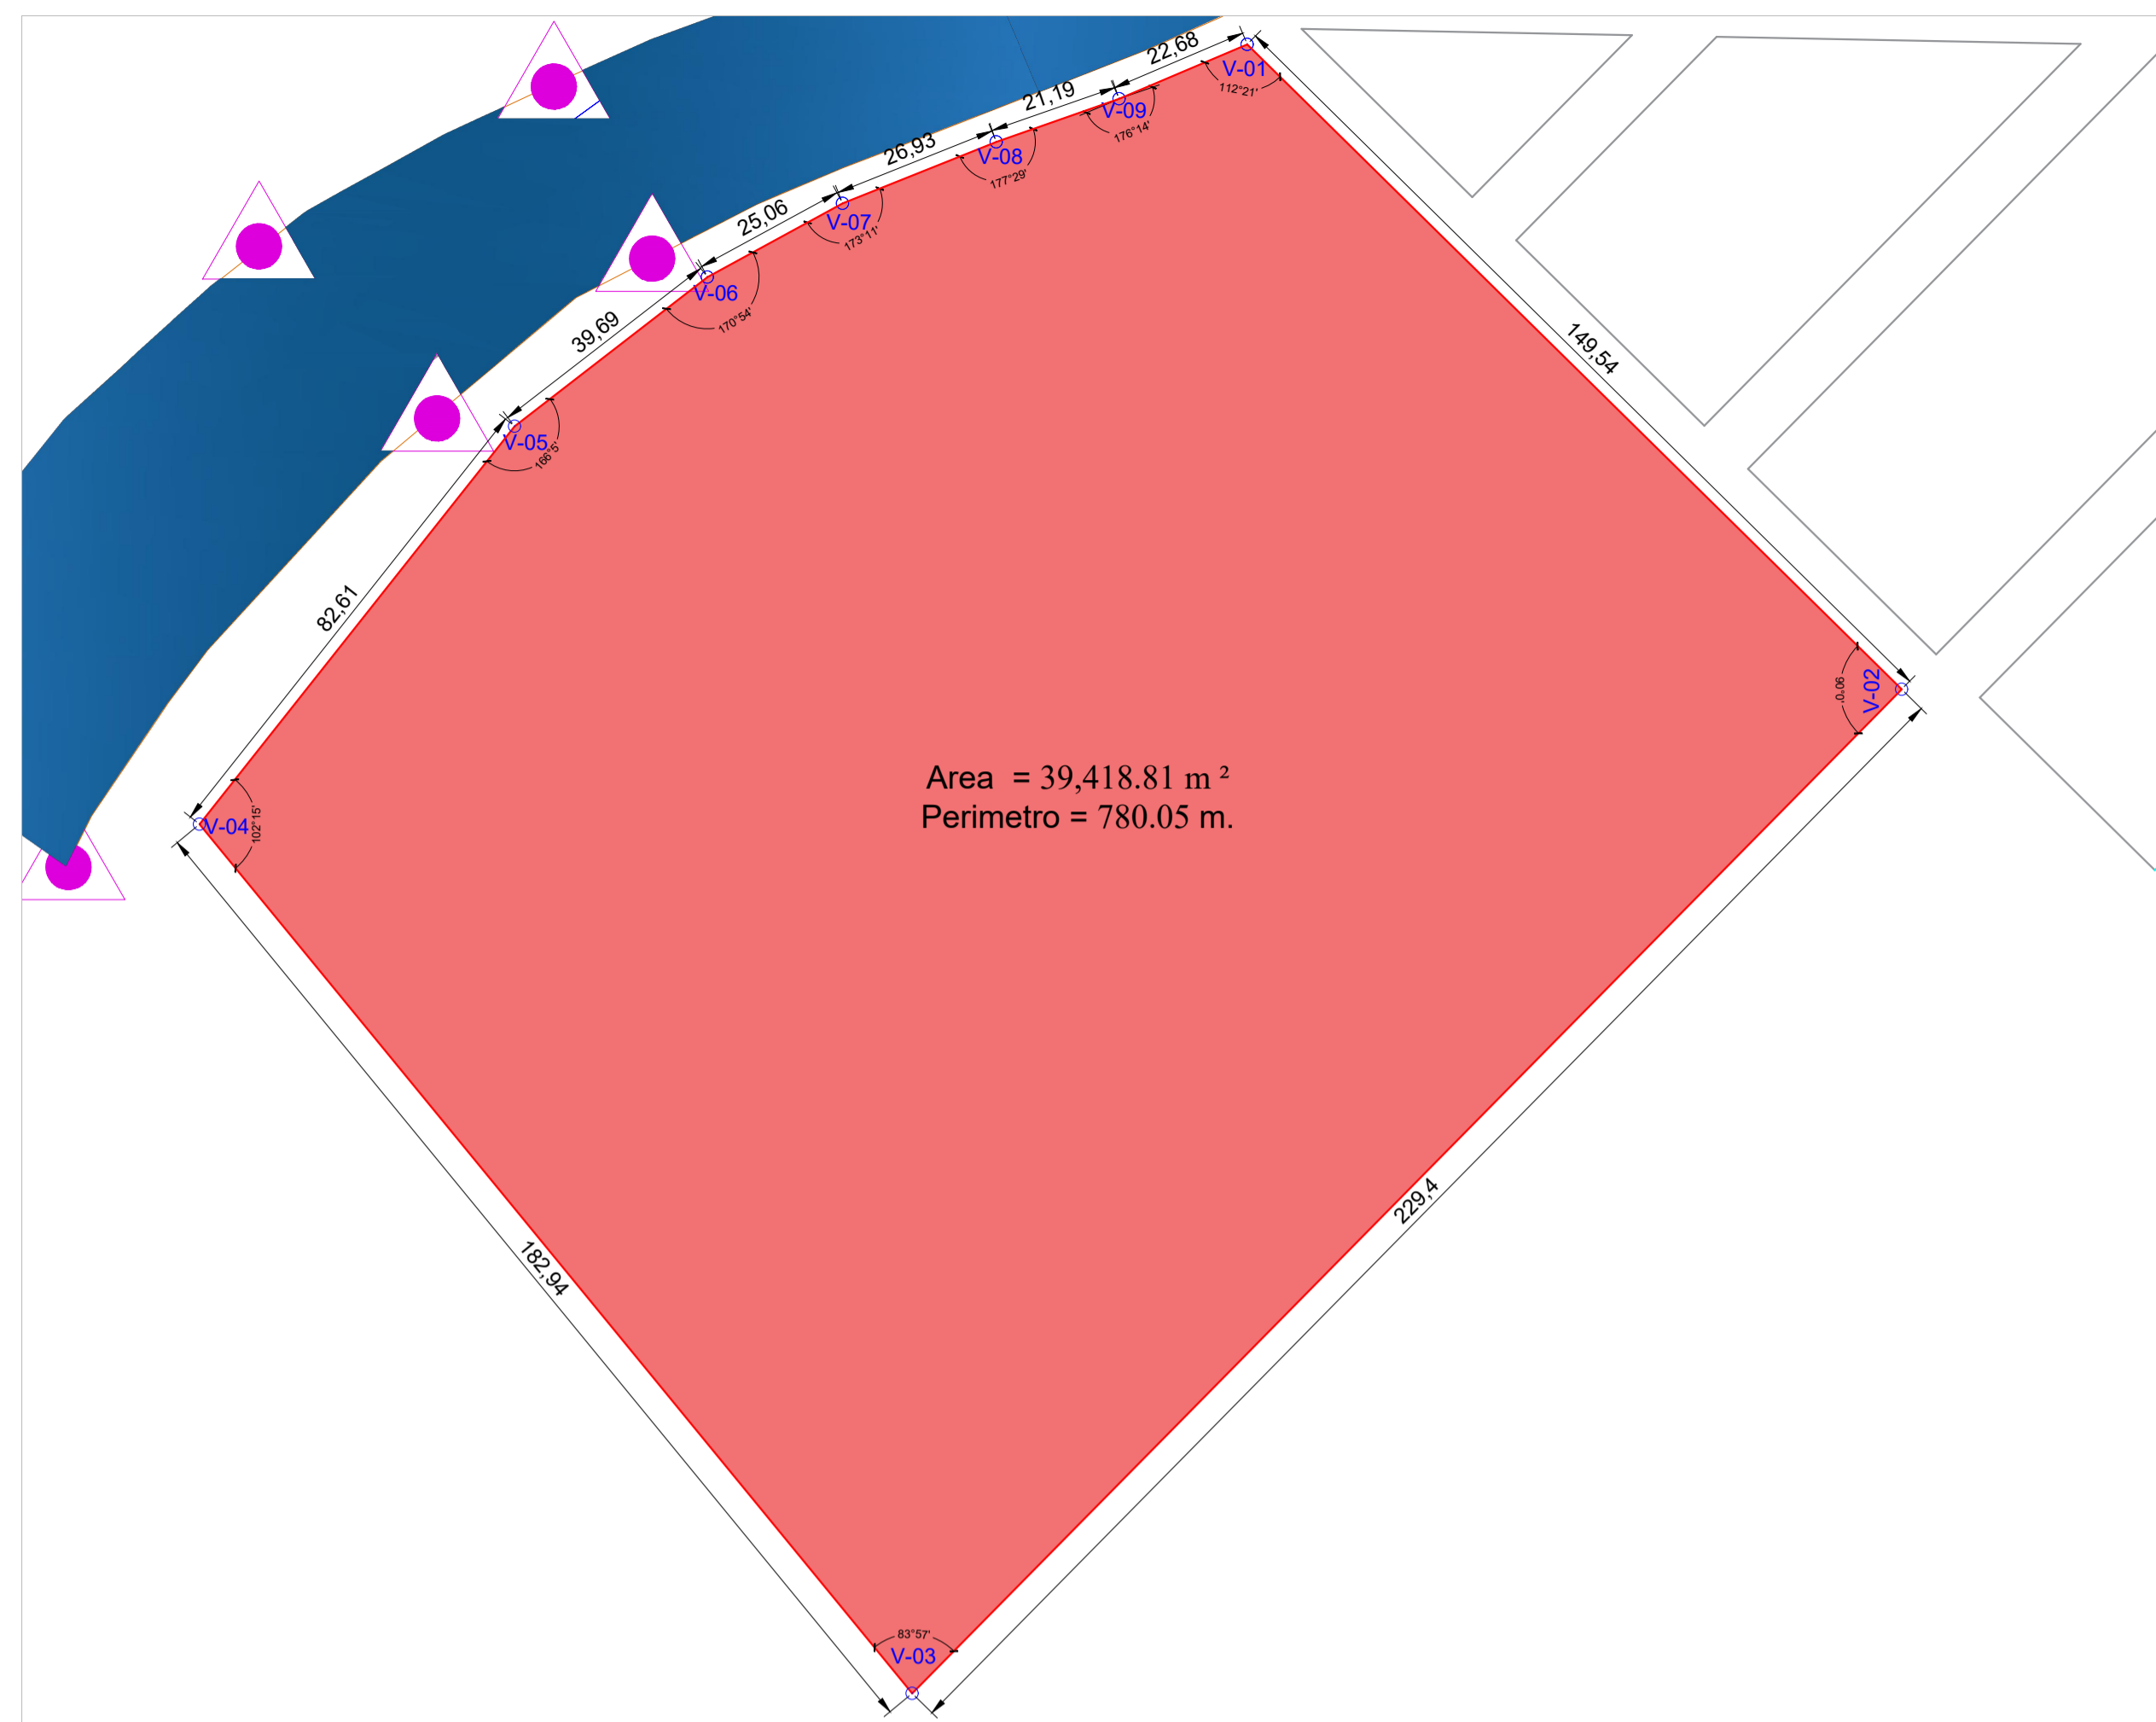 22,68
V-01
112°21'
21,19
V-09
176°14'
26,93
V-08
177°29'
25,06
V-07
173°11'
39,69
V-06
170°54'
149,54
V-05
166°5'
82,61
90°0'
V-02
Area = 39,418.81 m ²
Perimetro = 780.05 m.
V-04
102°15'
229,4
182,94
83°57'
V-03